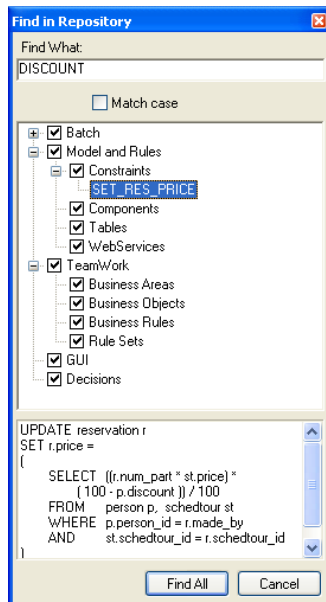 Find in Repository
Find What:
DISCOUNT
Match case
Batch
Model and Rules
Constraints
SET_RES_PRICE
Components
Tables
WebServices
TeamWork
Business Areas
Business Objects
Business Rules
Rule Sets
GUI
Decisions
UPDATE reservation r
SET r.price =
(
SELECT ((r.num_part * st.price) *
( 100 - p.discount )) / 100
FROM person p, schedtour st
WHERE p.person_id = r.made_by
AND st.schedtour_id = r.schedtour_id
)
Find All Cancel